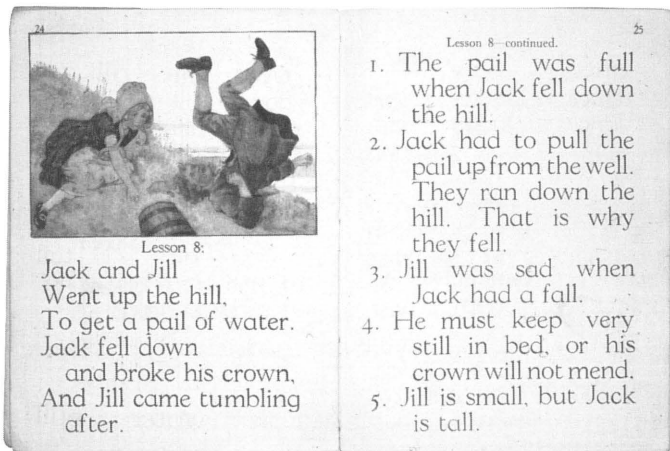 24
Lesson 8:
Jack and Jill
Went up the hill,
To get a pail of water.
Jack fell down
and broke his crown,
And Jill came tumbling
after.
25
Lesson 8—continued.
1. The pail was full
when Jack fell down
the hill.
2. Jack had to pull the
pail up from the well.
They ran down the
hill. That is why
they fell.
3. Jill was sad when
Jack had a fall.
4. He must keep very
still in bed, or his
crown will not mend.
5. Jill is small, but Jack
is tall.